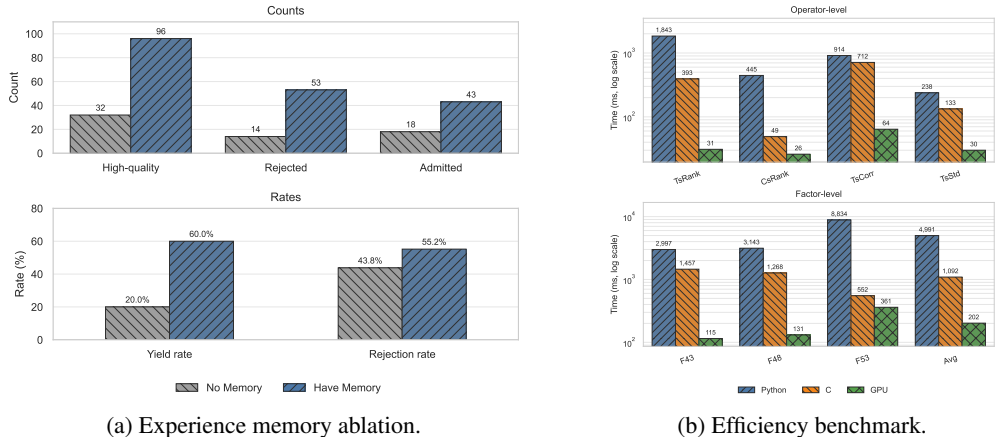 Counts
Count
100
80
60
40
20
0
32
96
14
53
18
43
High-quality
Rejected
Admitted
Rates
Rate (%)
80
60
40
20
0
20.0%
60.0%
43.8%
55.2%
Yield rate
Rejection rate
No Memory
Have Memory
(a) Experience memory ablation.
Operator-level
Time (ms, log scale)
10³
10²
1,843
393
31
445
49
26
914
712
64
238
133
30
TsRank
CsRank
TsCorr
TsStd
Factor-level
Time (ms, log scale)
10⁴
10³
10²
2,997
1,457
115
3,143
1,268
131
8,834
552
361
4,991
1,092
202
F43
F48
F53
Avg
Python
C
GPU
(b) Efficiency benchmark.